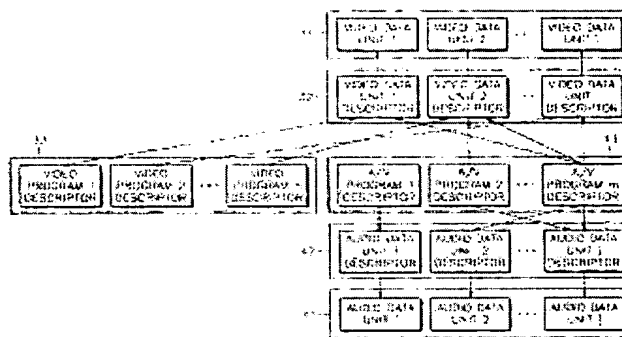 VIDEO DATA UNIT 1
VIDEO DATA UNIT 2
...
VIDEO DATA UNIT
VIDEO DATA UNIT DESCRIPTOR
VIDEO DATA UNIT 2 DESCRIPTOR
...
VIDEO DATA UNIT DESCRIPTOR
VIDEO PROGRAM 1 DESCRIPTOR
VIDEO PROGRAM 2 DESCRIPTOR
...
VIDEO PROGRAM DESCRIPTOR
A/V PROGRAM 1 DESCRIPTOR
A/V PROGRAM 2 DESCRIPTOR
...
A/V PROGRAM m DESCRIPTOR
AUDIO DATA UNIT 1 DESCRIPTOR
AUDIO DATA UNIT 2 DESCRIPTOR
...
AUDIO DATA UNIT DESCRIPTOR
AUDIO DATA UNIT 1
AUDIO DATA UNIT 2
...
AUDIO DATA UNIT